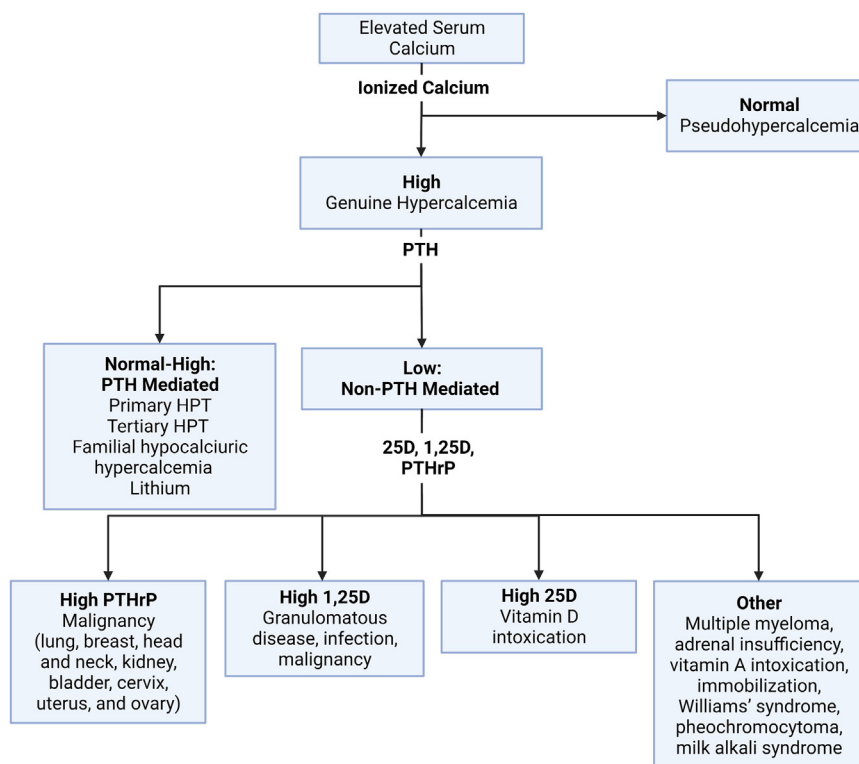 Elevated Serum
Calcium
Ionized Calcium
Normal
Pseudohypercalcemia
High
Genuine Hypercalcemia
PTH
Normal-High:
PTH Mediated
Primary HPT
Tertiary HPT
Familial hypocalciuric
hypercalcemia
Lithium
Low:
Non-PTH Mediated
25D, 1,25D,
PTHrP
High PTHrP
Malignancy
(lung, breast, head
and neck, kidney,
bladder, cervix,
uterus, and ovary)
High 1,25D
Granulomatous
disease, infection,
malignancy
High 25D
Vitamin D
intoxication
Other
Multiple myeloma,
adrenal insufficiency,
vitamin A intoxication,
immobilization,
Williams’ syndrome,
pheochromocytoma,
milk alkali syndrome